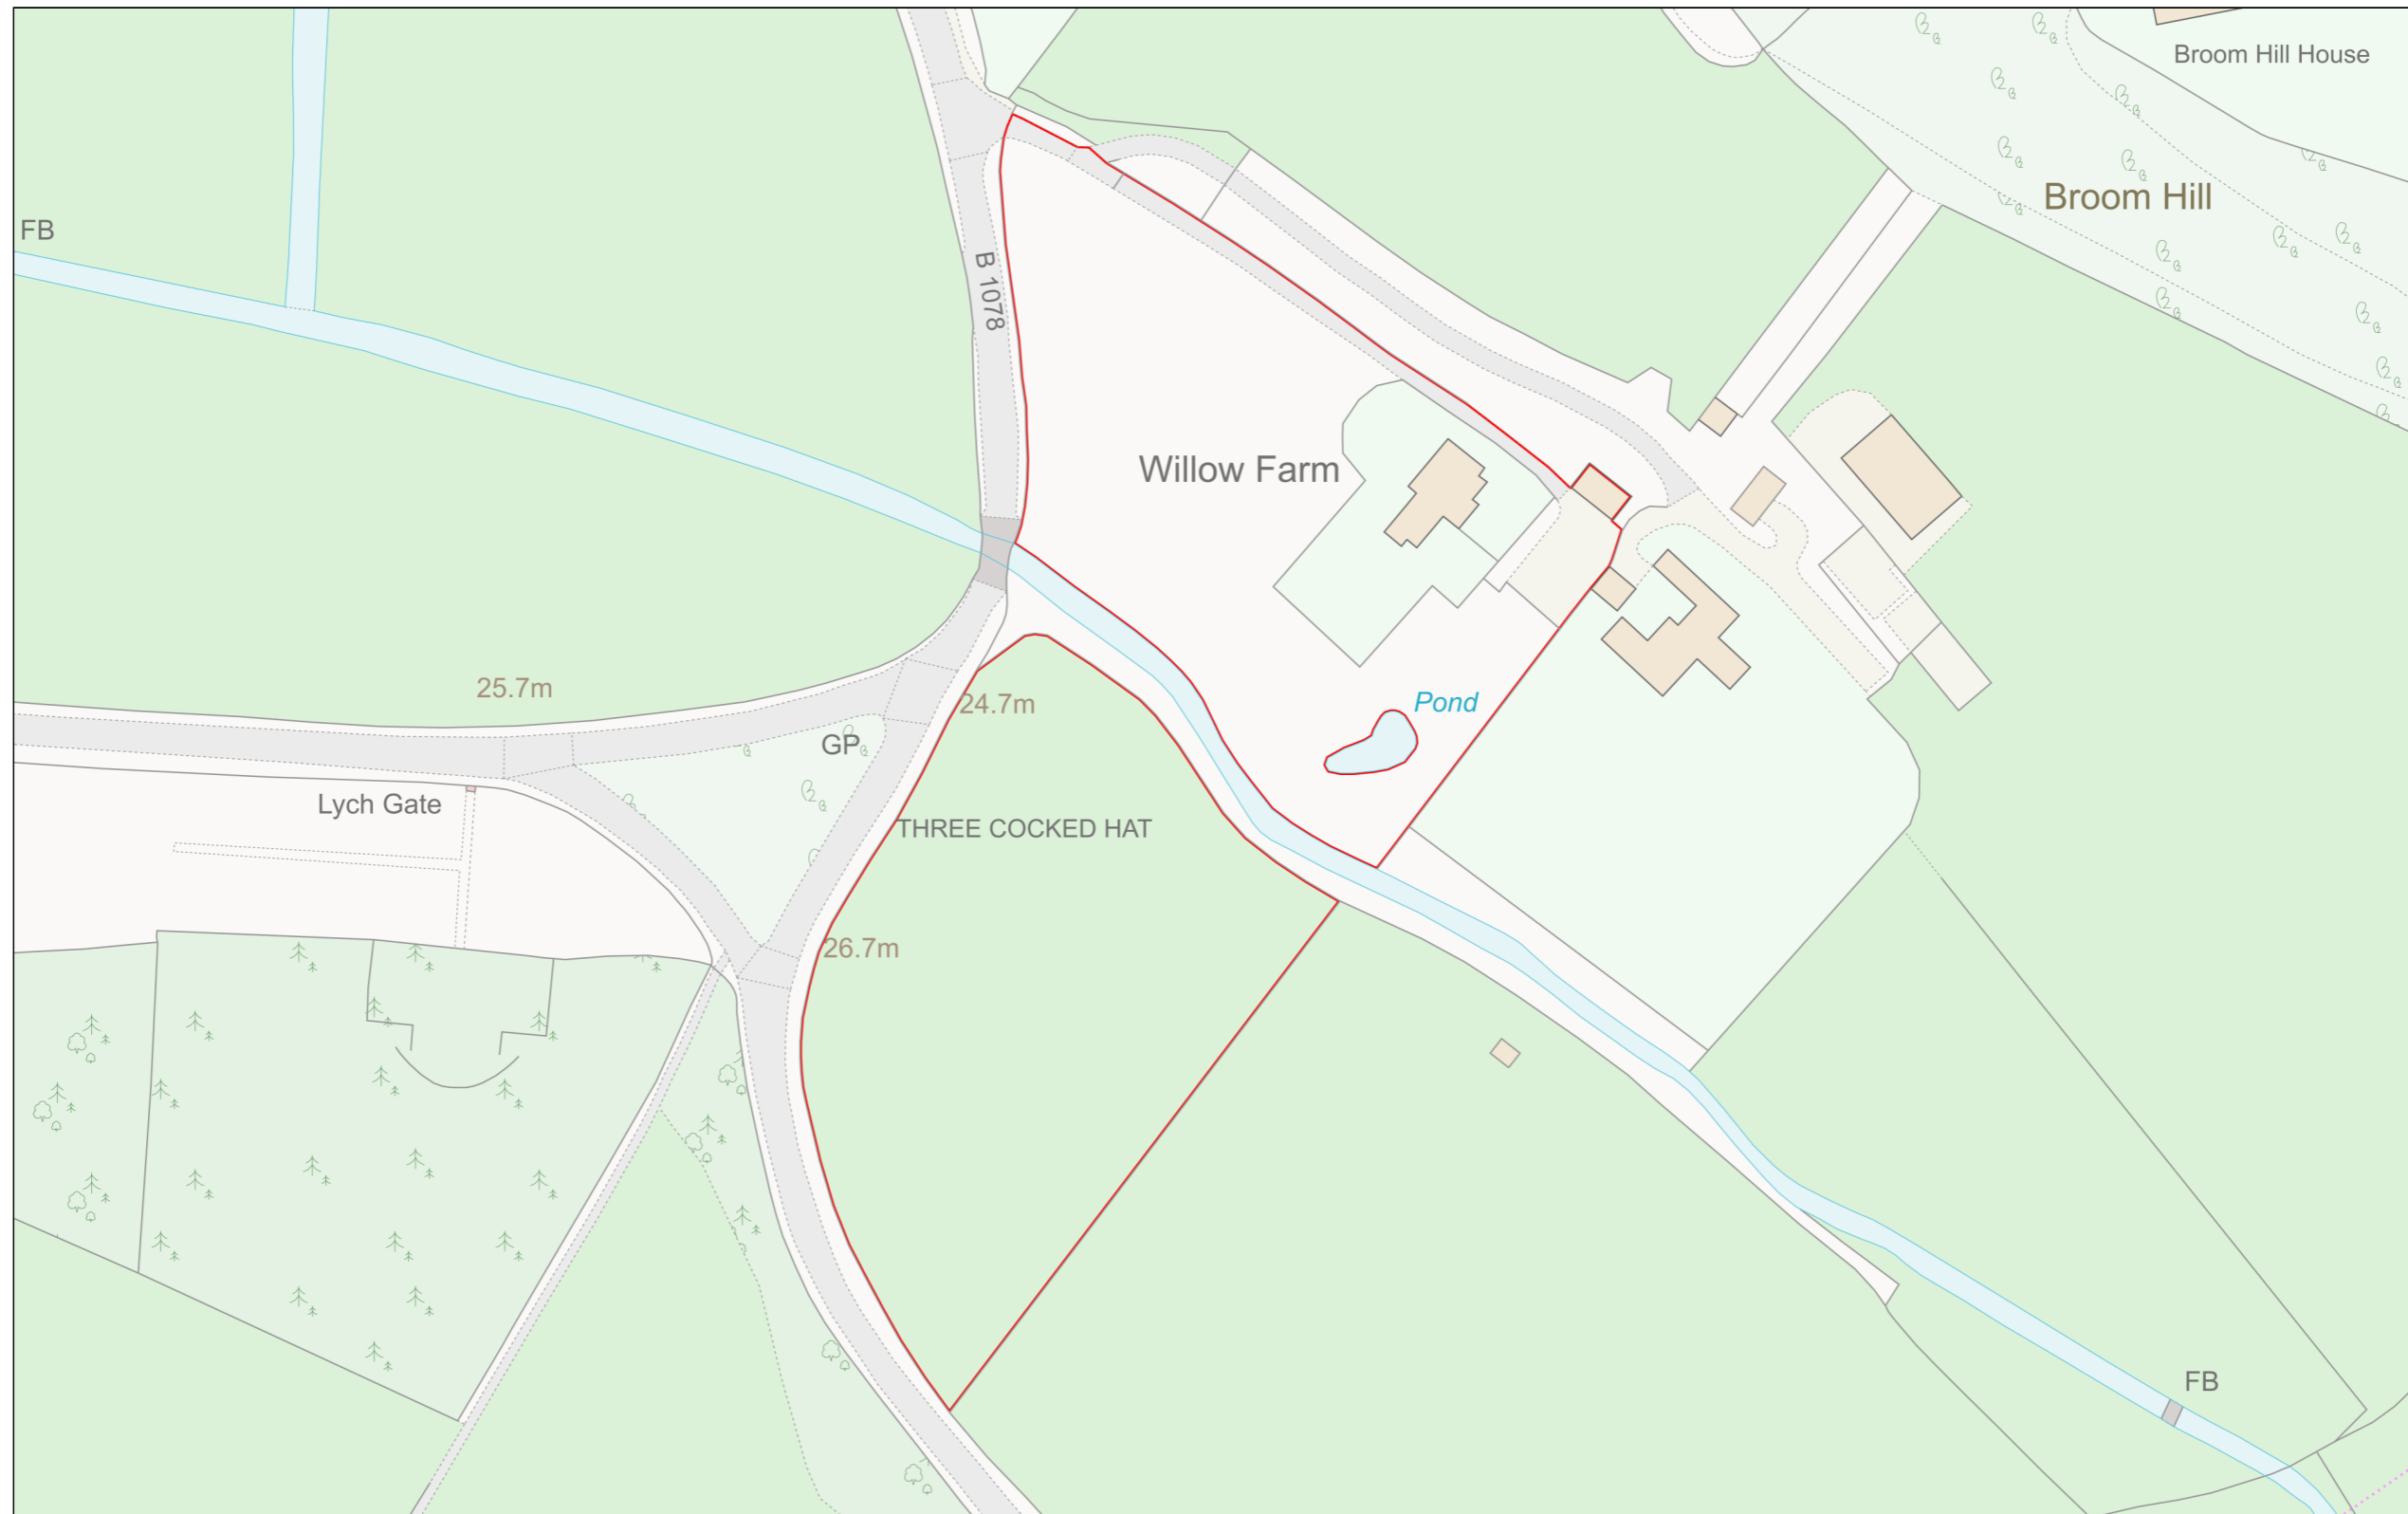 Broom Hill House
Broom Hill
FB
B 1078
Willow Farm
25.7m
24.7m
Pond
GP
Lych Gate
THREE COCKED HAT
26.7m
FB